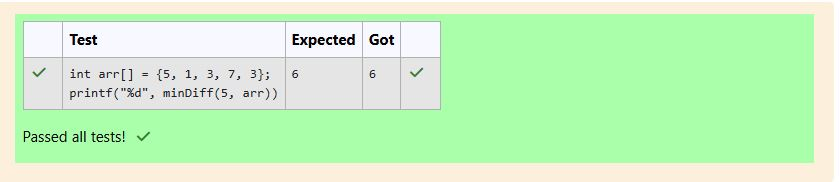 Test Expected Got
int arr[] = {5, 1, 3, 7, 3}; 6 6
printf("%d", minDiff(5, arr))
Passed all tests!